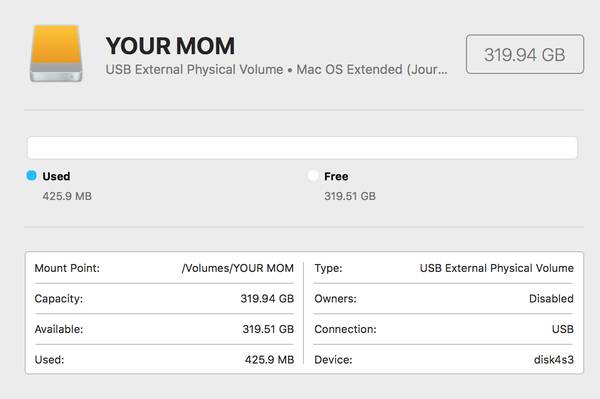 YOUR MOM
USB External Physical Volume • Mac OS Extended (Jour...
319.94 GB
Used
Free
425.9 MB
319.51 GB
Mount Point: /Volumes/YOUR MOM
Type: USB External Physical Volume
Capacity: 319.94 GB
Owners: Disabled
Available: 319.51 GB
Connection: USB
Used: 425.9 MB
Device: disk4s3